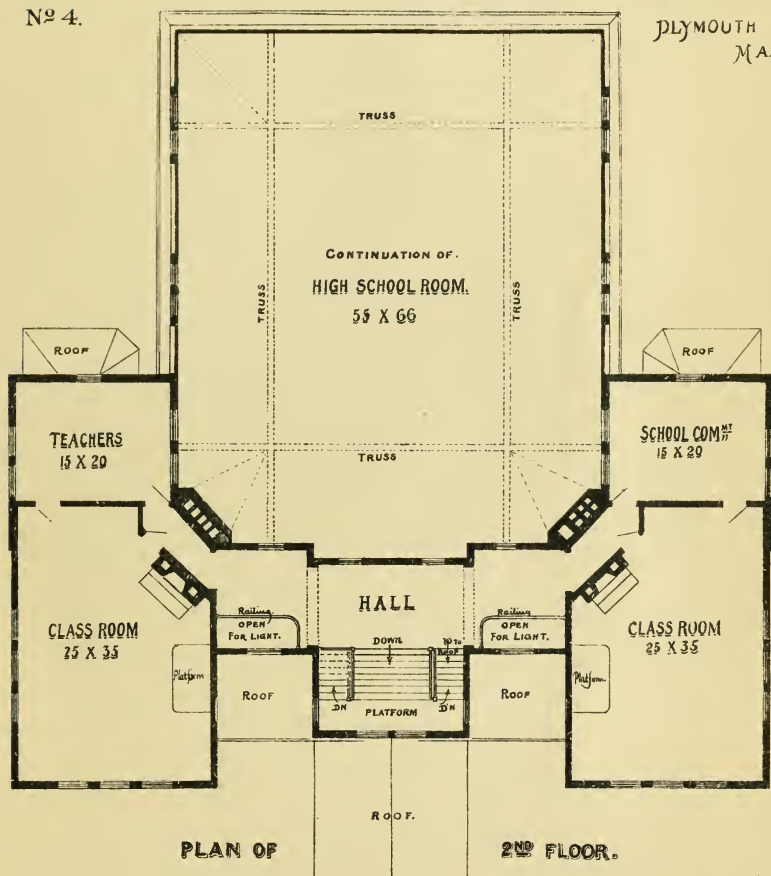 Nº 4.
PLYMOUTH
MA.
TRUSS
CONTINUATION OF.
HIGH SCHOOL ROOM.
55 X 66
TRUSS
TRUSS
ROOF
ROOF
TEACHERS
15 X 20
SCHOOL COM
15 X 20
TRUSS
HALL
Railing
OPEN
FOR LIGHT.
Railing
OPEN
FOR LIGHT.
CLASS ROOM
25 X 35
CLASS ROOM
25 X 35
DOWN
UP TO
ROOF
Platform
Platform
ROOF
ROOF
DN
DN
PLATFORM
ROOF.
PLAN OF 2ND FLOOR.